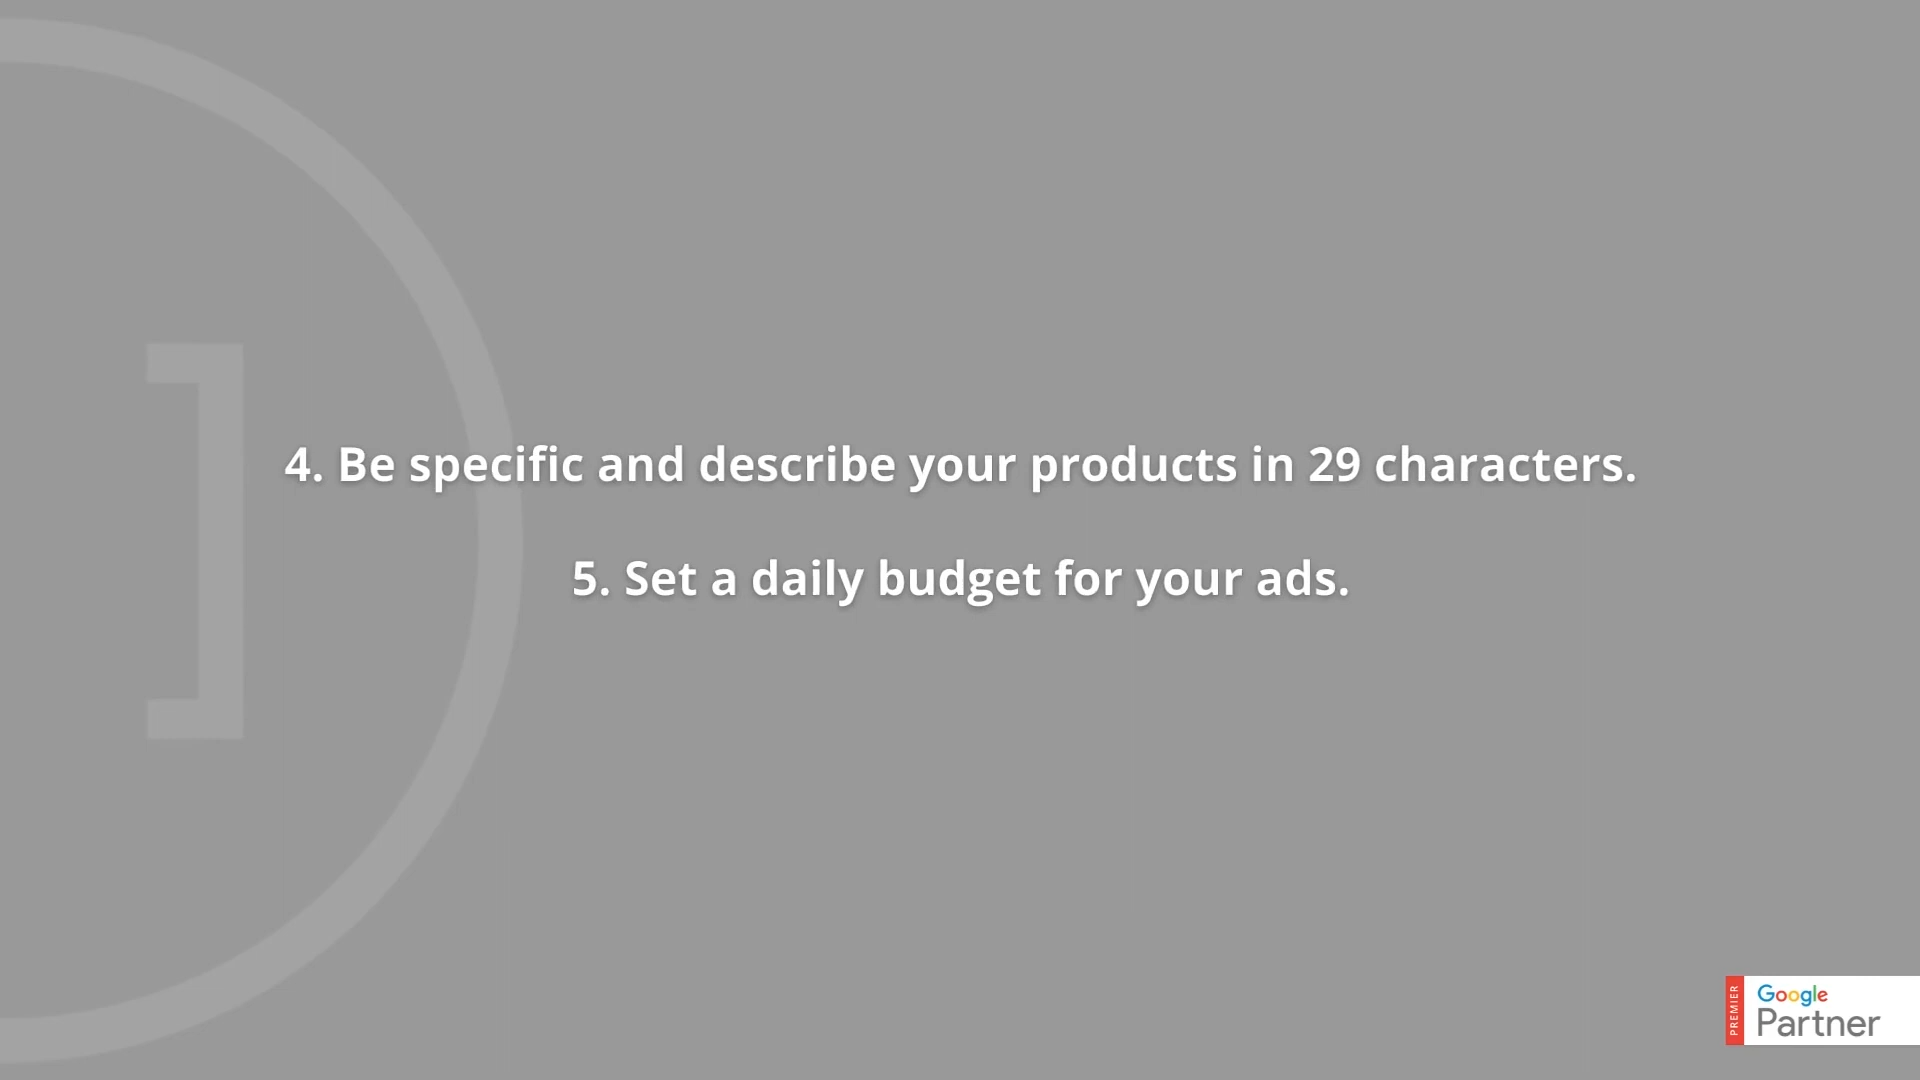 4. Be specific and describe your products in 29 characters.
5. Set a daily budget for your ads.
PREMIER
Google
Partner